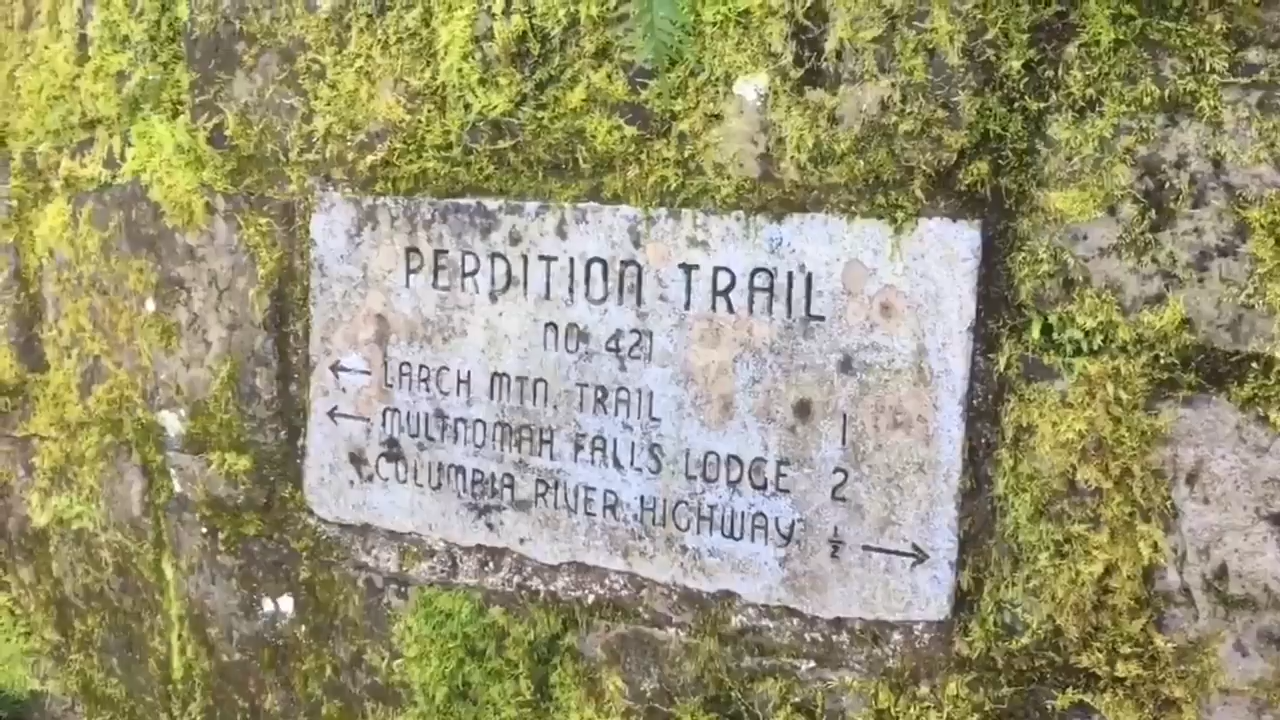 PERDITION TRAIL
NO. 421
← LARCH MTN. TRAIL 1
← MULTNOMAH FALLS LODGE 2
COLUMBIA RIVER HIGHWAY ½ →